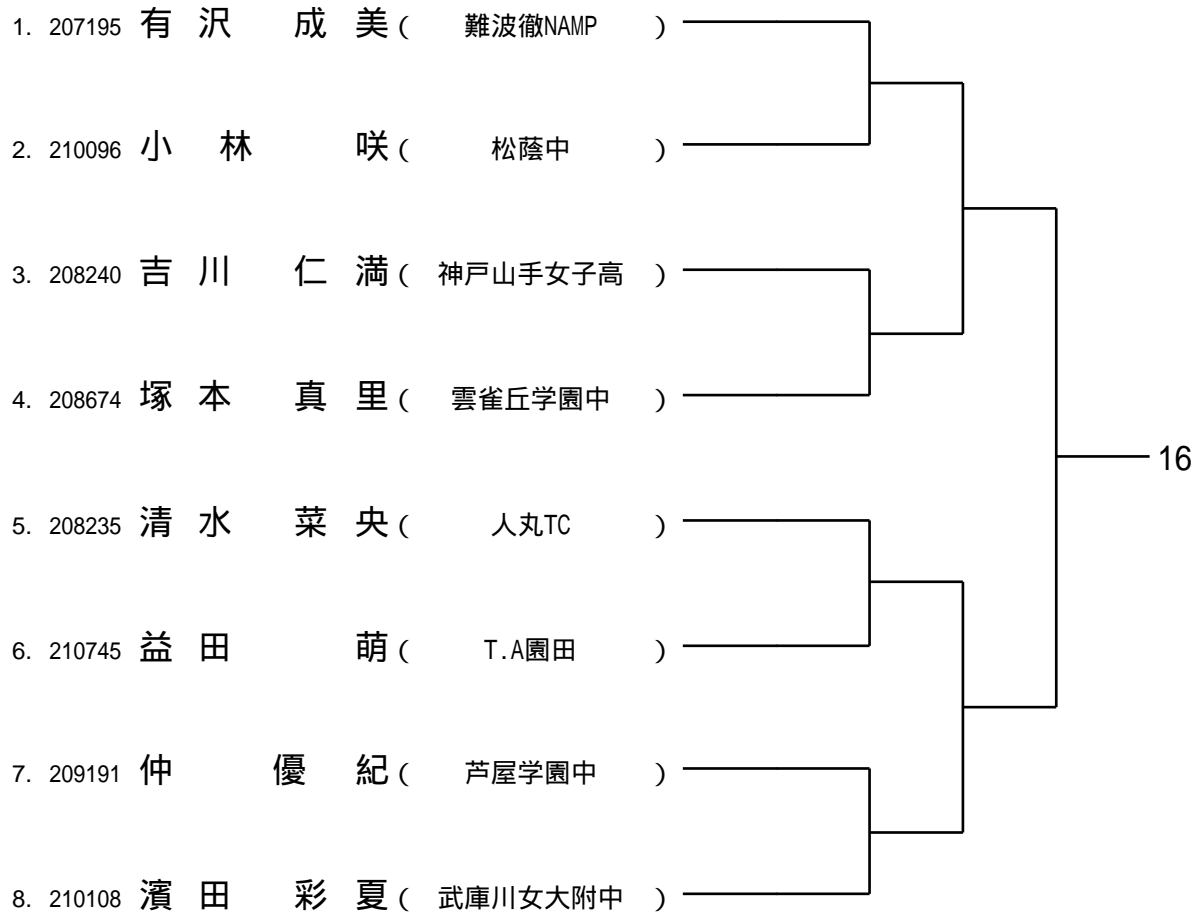 1. 207195 有沢 成美 ( 難波徹NAMP )
2. 210096 小林 咲 ( 松蔭中 )
3. 208240 吉川 仁満 ( 神戸山手女子高 )
4. 208674 塚本 真里 ( 雲雀丘学園中 )
16
5. 208235 清水 菜央 ( 人丸TC )
6. 210745 益田 萌 ( T.A園田 )
7. 209191 仲 優紀 ( 芦屋学園中 )
8. 210108 濱田 彩夏 ( 武庫川女大附中 )